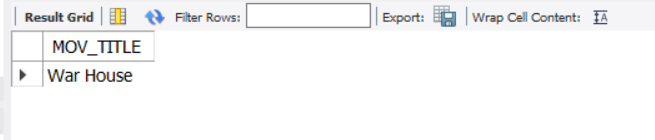 Result Grid Filter Rows: Export: Wrap Cell Content:
MOV_TITLE
War House